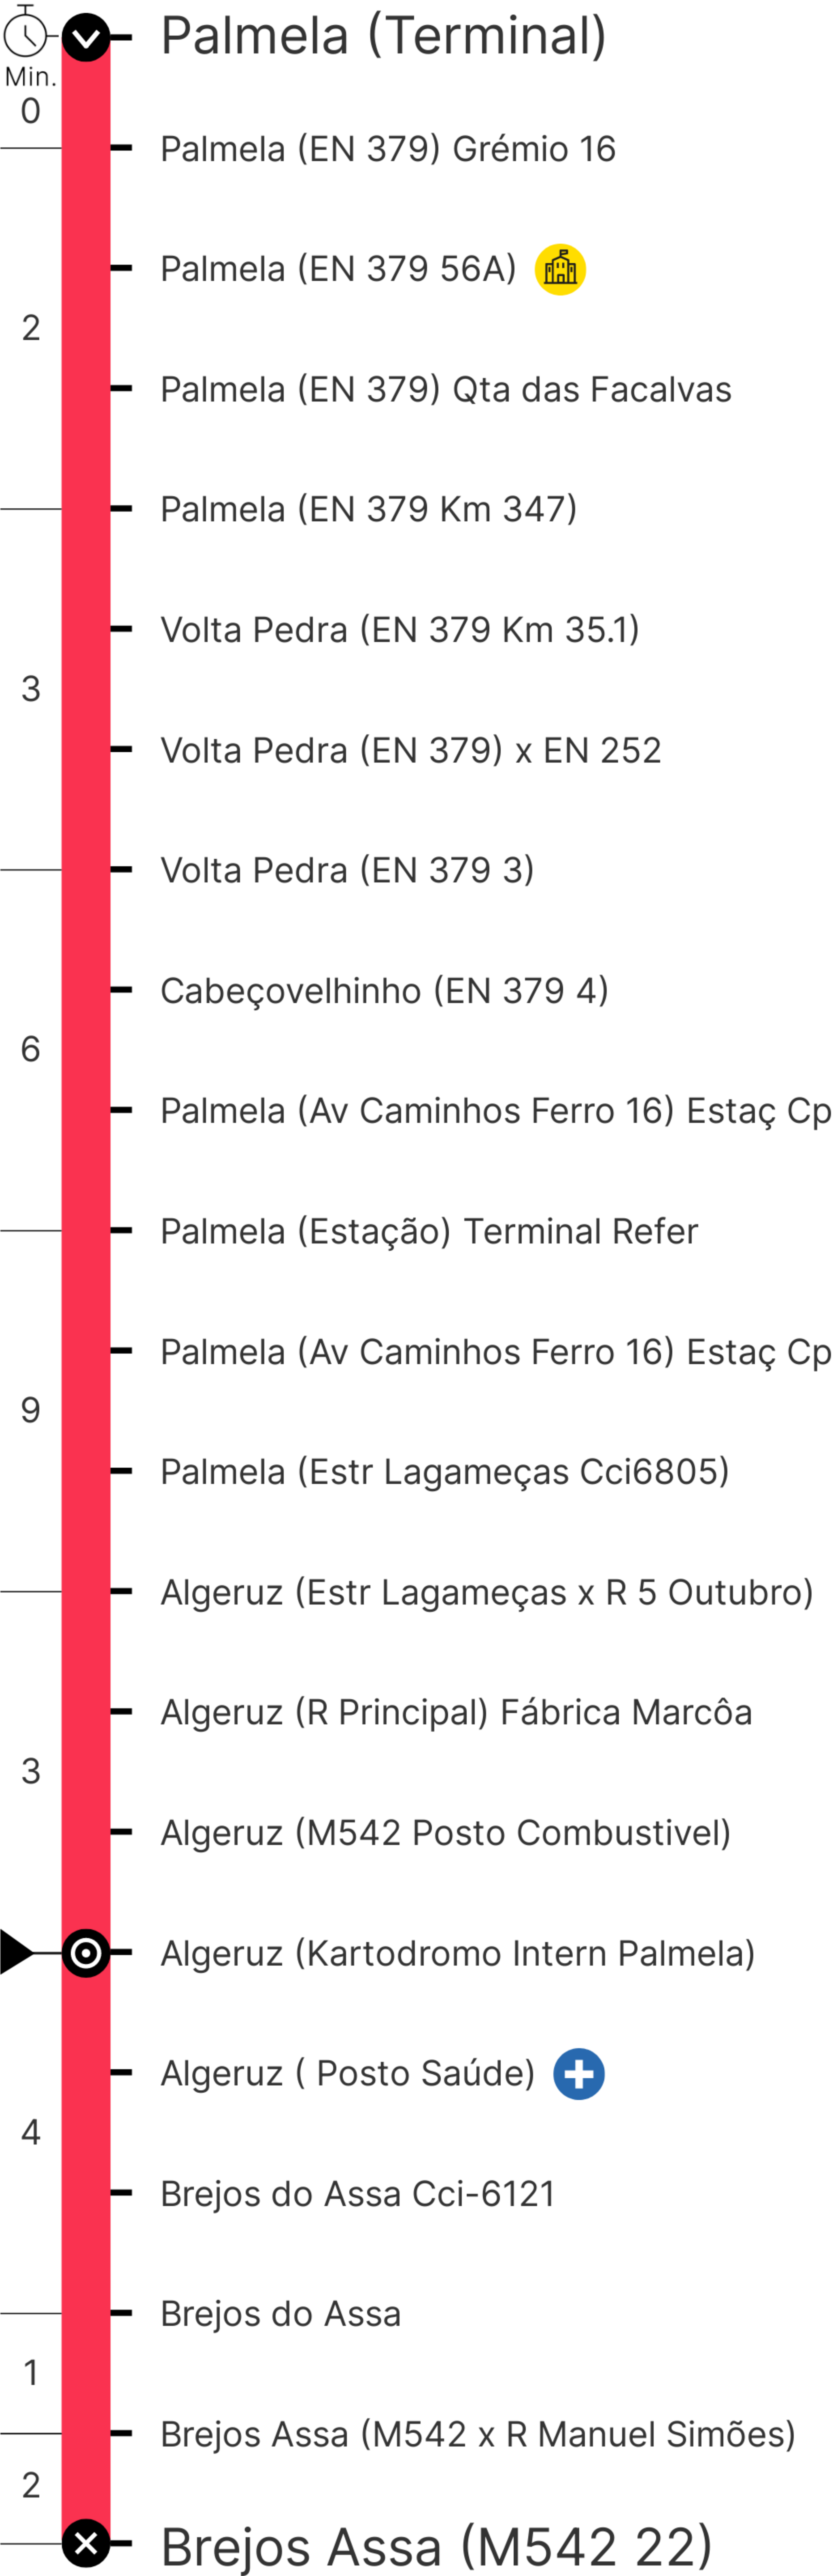 Palmela (Terminal)
Min.
0
Palmela (EN 379) Grémio 16
Palmela (EN 379 56A)
2
Palmela (EN 379) Qta das Facalvas
Palmela (EN 379 Km 347)
Volta Pedra (EN 379 Km 35.1)
3
Volta Pedra (EN 379) x EN 252
Volta Pedra (EN 379 3)
Cabeçovelhinho (EN 379 4)
6
Palmela (Av Caminhos Ferro 16) Estaç Cp
Palmela (Estação) Terminal Refer
Palmela (Av Caminhos Ferro 16) Estaç Cp
9
Palmela (Estr Lagameças Cci6805)
Algeruz (Estr Lagameças x R 5 Outubro)
Algeruz (R Principal) Fábrica Marcôa
3
Algeruz (M542 Posto Combustivel)
Algeruz (Kartodromo Intern Palmela)
Algeruz ( Posto Saúde)
4
Brejos do Assa Cci-6121
Brejos do Assa
1
Brejos Assa (M542 x R Manuel Simões)
2
Brejos Assa (M542 22)